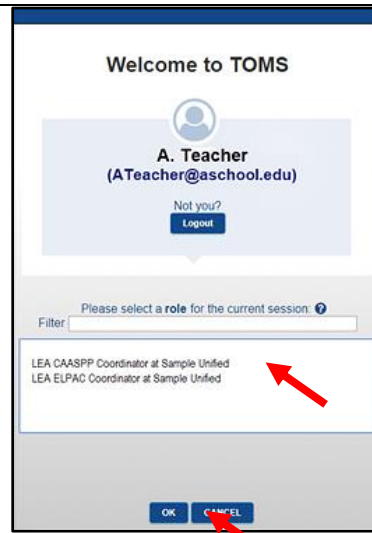 Welcome to TOMS
A. Teacher
(ATeacher@aschool.edu)
Not you?
Logout
Please select a role for the current session:
Filter
LEA CAASPP Coordinator at Sample Unified
LEA ELPAC Coordinator at Sample Unified
OK CANCEL